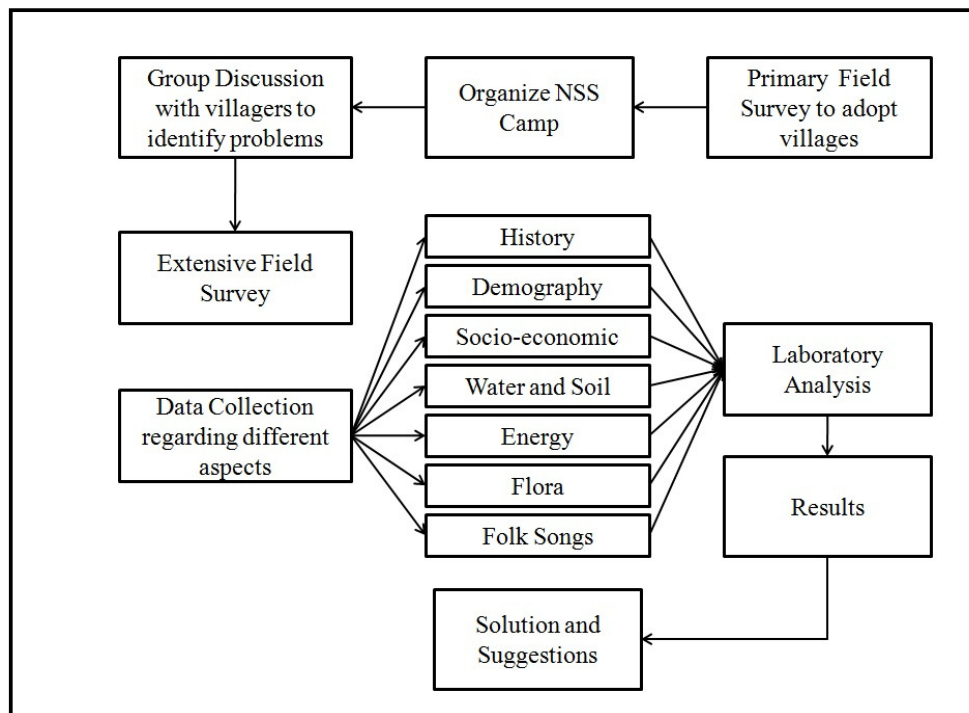 Group Discussion
with villagers to
identify problems
Organize NSS
Camp
Primary Field
Survey to adopt
villages
Extensive Field
Survey
History
Demography
Socio-economic
Water and Soil
Energy
Flora
Folk Songs
Data Collection
regarding different
aspects
Laboratory
Analysis
Results
Solution and
Suggestions